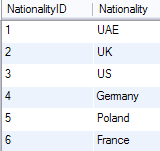 NationalityID Nationality
1 UAE
2 UK
3 US
4 Germany
5 Poland
6 France